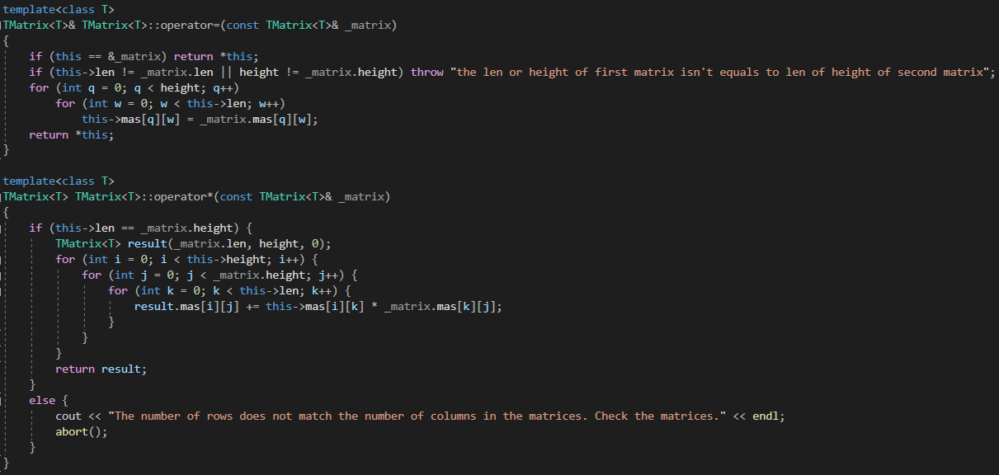 template<class T>
TMatrix<T>& TMatrix<T>::operator=(const TMatrix<T>& _matrix)
{
    if (this == &_matrix) return *this;
    if (this->len != _matrix.len || height != _matrix.height) throw "the len or height of first matrix isn't equals to len of height of second matrix";
    for (int q = 0; q < height; q++)
        for (int w = 0; w < this->len; w++)
            this->mas[q][w] = _matrix.mas[q][w];
    return *this;
}

template<class T>
TMatrix<T> TMatrix<T>::operator*(const TMatrix<T>& _matrix)
{
    if (this->len == _matrix.height) {
        TMatrix<T> result(_matrix.len, height, 0);
        for (int i = 0; i < this->height; i++) {
            for (int j = 0; j < _matrix.height; j++) {
                for (int k = 0; k < this->len; k++) {
                    result.mas[i][j] += this->mas[i][k] * _matrix.mas[k][j];
                }
            }
        }
        return result;
    }
    else {
        cout << "The number of rows does not match the number of columns in the matrices. Check the matrices." << endl;
        abort();
    }
}